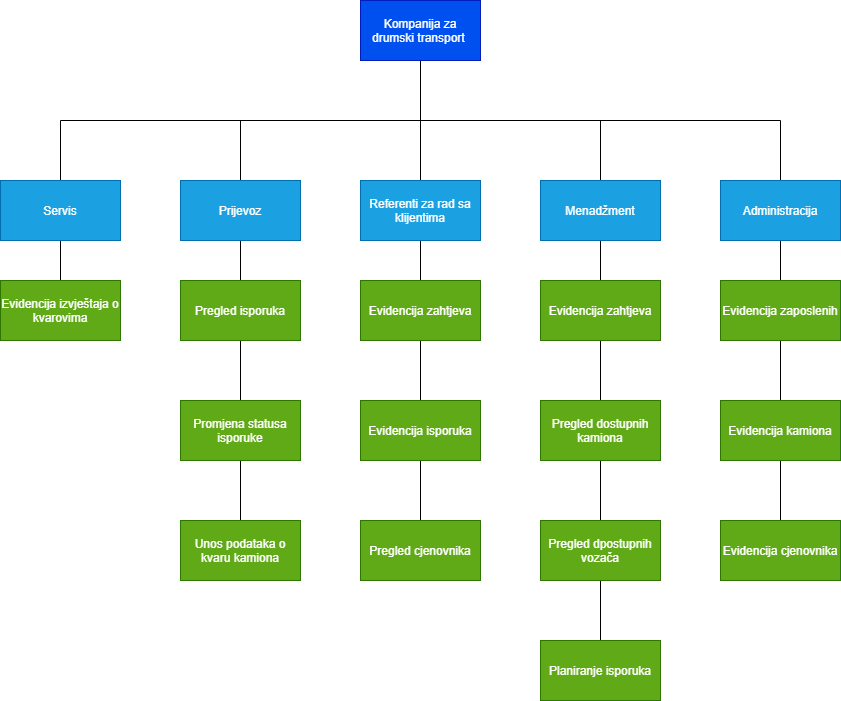 Kompanija za
drumski transport
Servis
Prijevoz
Referenti za rad sa
klijentima
Menadžment
Administracija
Evidencija izvještaja o
kvarovima
Pregled isporuka
Evidencija zahtjeva
Evidencija zahtjeva
Evidencija zaposlenih
Promjena statusa
isporuke
Evidencija isporuka
Pregled dostupnih
kamiona
Evidencija kamiona
Unos podataka o
kvaru kamiona
Pregled cjenovnika
Pregled dpostupnih
vozača
Evidencija cjenovnika
Planiranje isporuka